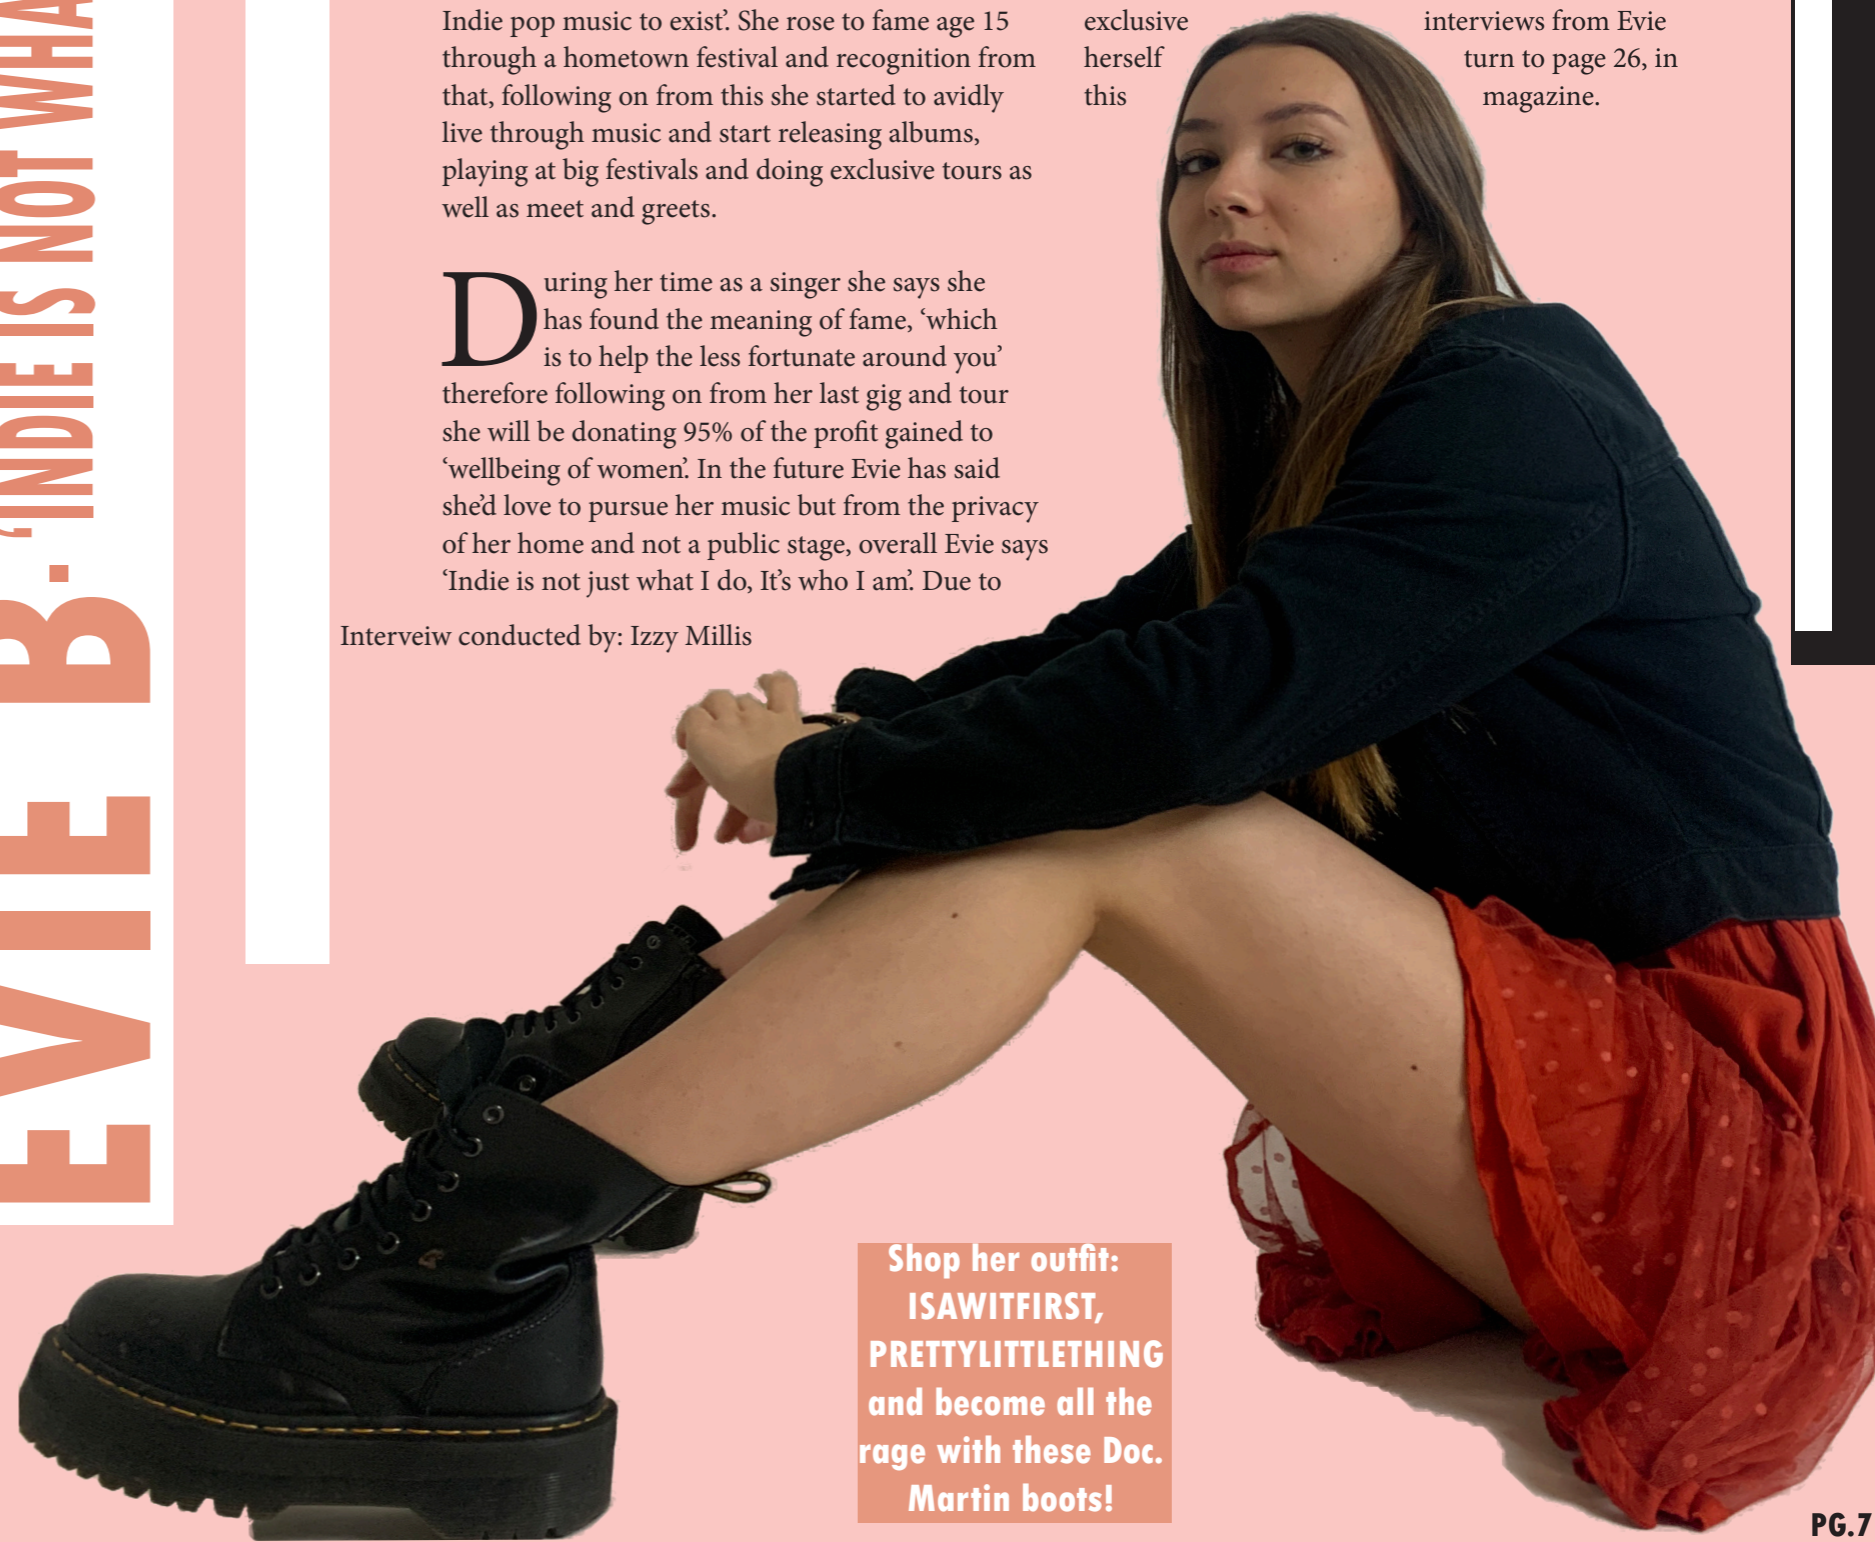 EVIE B. ‘INDIE IS NOT WHA
Indie pop music to exist’. She rose to fame age 15
through a hometown festival and recognition from
that, following on from this she started to avidly
live through music and start releasing albums,
playing at big festivals and doing exclusive tours as
well as meet and greets.
During her time as a singer she says she
has found the meaning of fame, ‘which
is to help the less fortunate around you’
therefore following on from her last gig and tour
she will be donating 95% of the profit gained to
‘wellbeing of women’. In the future Evie has said
she’d love to pursue her music but from the privacy
of her home and not a public stage, overall Evie says
‘Indie is not just what I do, It’s who I am’. Due to
exclusive interviews from Evie
herself turn to page 26, in
this magazine.
Interveiw conducted by: Izzy Millis
Shop her outfit:
ISAWITFIRST,
PRETTYLITTLETHING
and become all the
rage with these Doc.
Martin boots!
PG.7